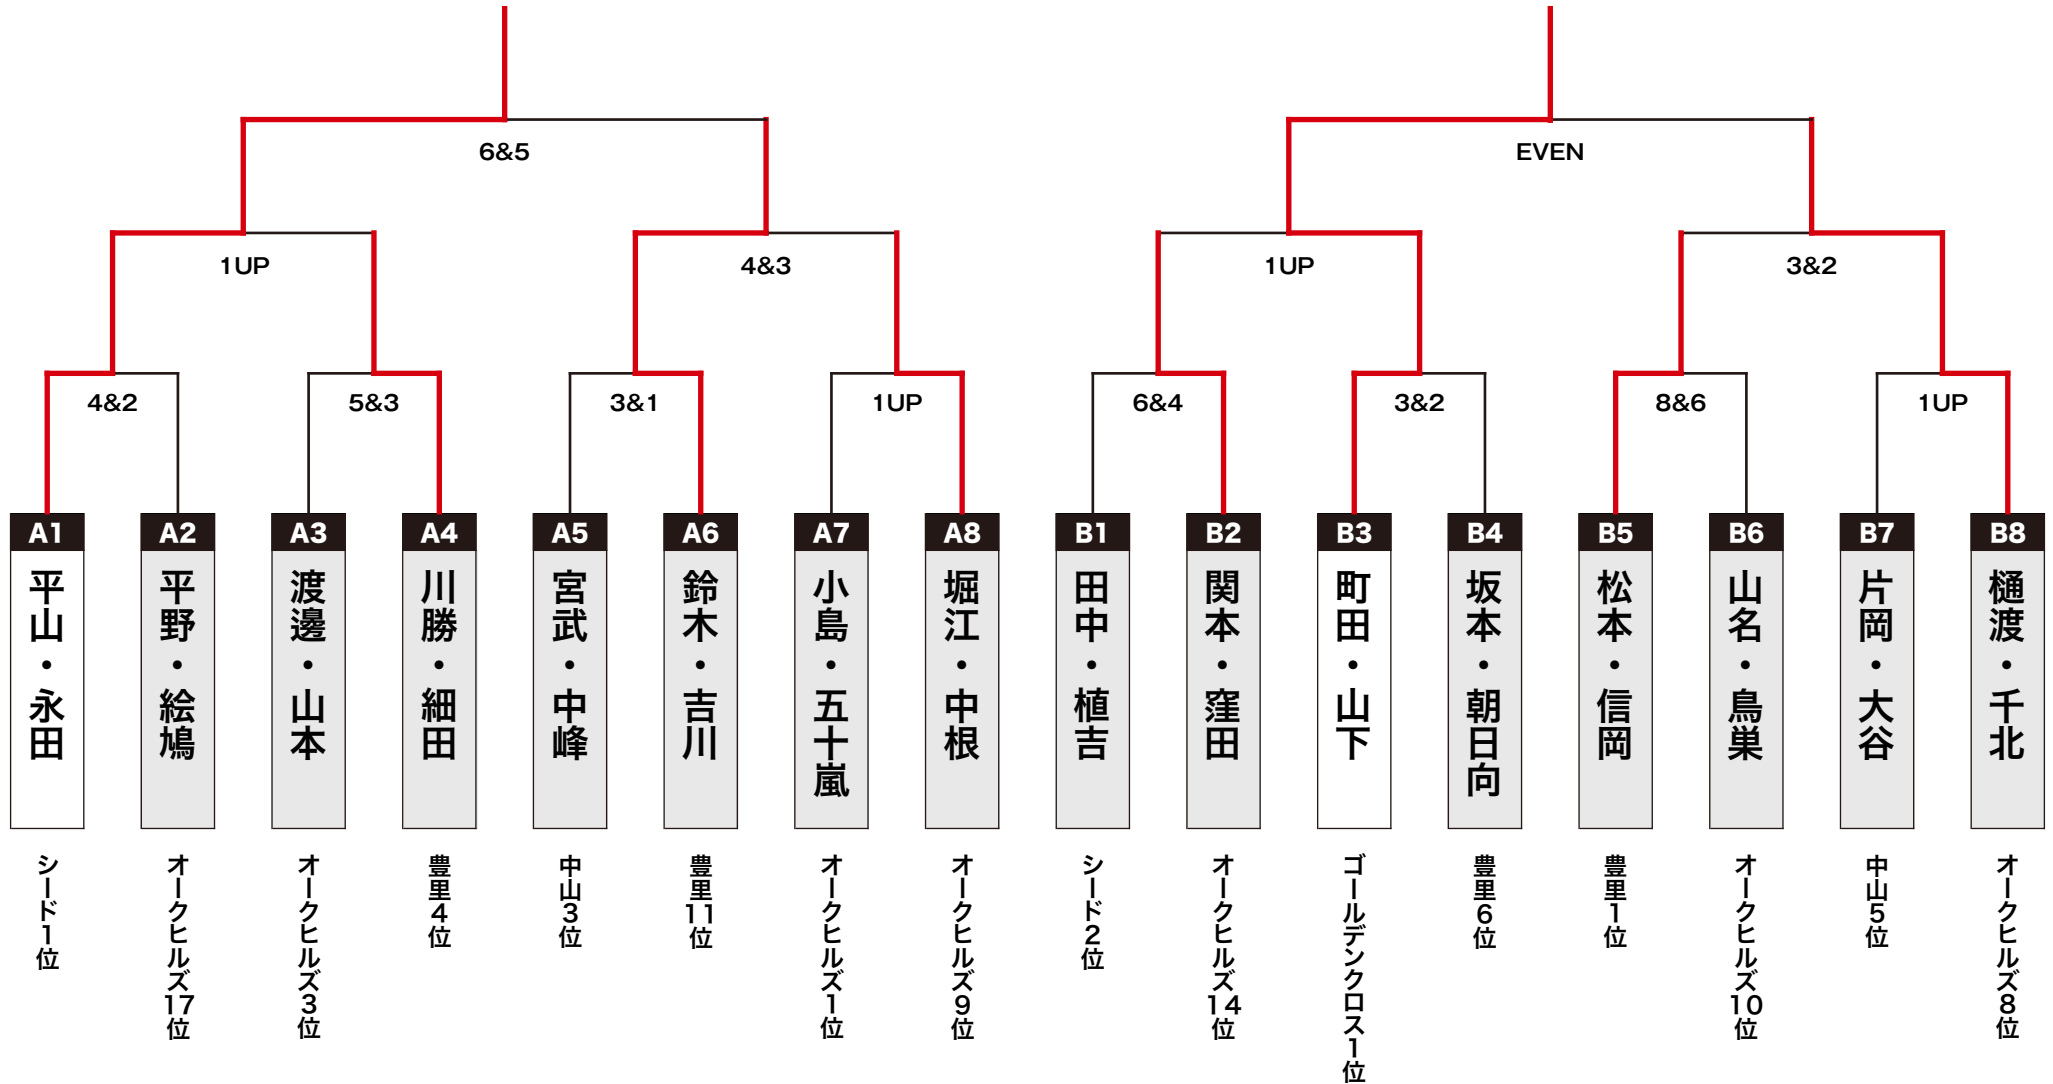 6&5
EVEN
1UP
4&3
1UP
3&2
4&2
5&3
3&1
1UP
6&4
3&2
8&6
1UP
A1
平山・永田
シード1位
A2
平野・絵鳩
オークヒルズ17位
A3
渡邊・山本
オークヒルズ3位
A4
川勝・細田
豊里4位
A5
宮武・中峰
中山3位
A6
鈴木・吉川
豊里11位
A7
小島・五十嵐
オークヒルズ1位
A8
堀江・中根
オークヒルズ9位
B1
田中・植吉
シード2位
B2
関本・窪田
オークヒルズ14位
B3
町田・山下
ゴールデンクロス1位
B4
坂本・朝日向
豊里6位
B5
松本・信岡
豊里1位
B6
山名・鳥巣
オークヒルズ10位
B7
片岡・大谷
中山5位
B8
樋渡・千北
オークヒルズ8位